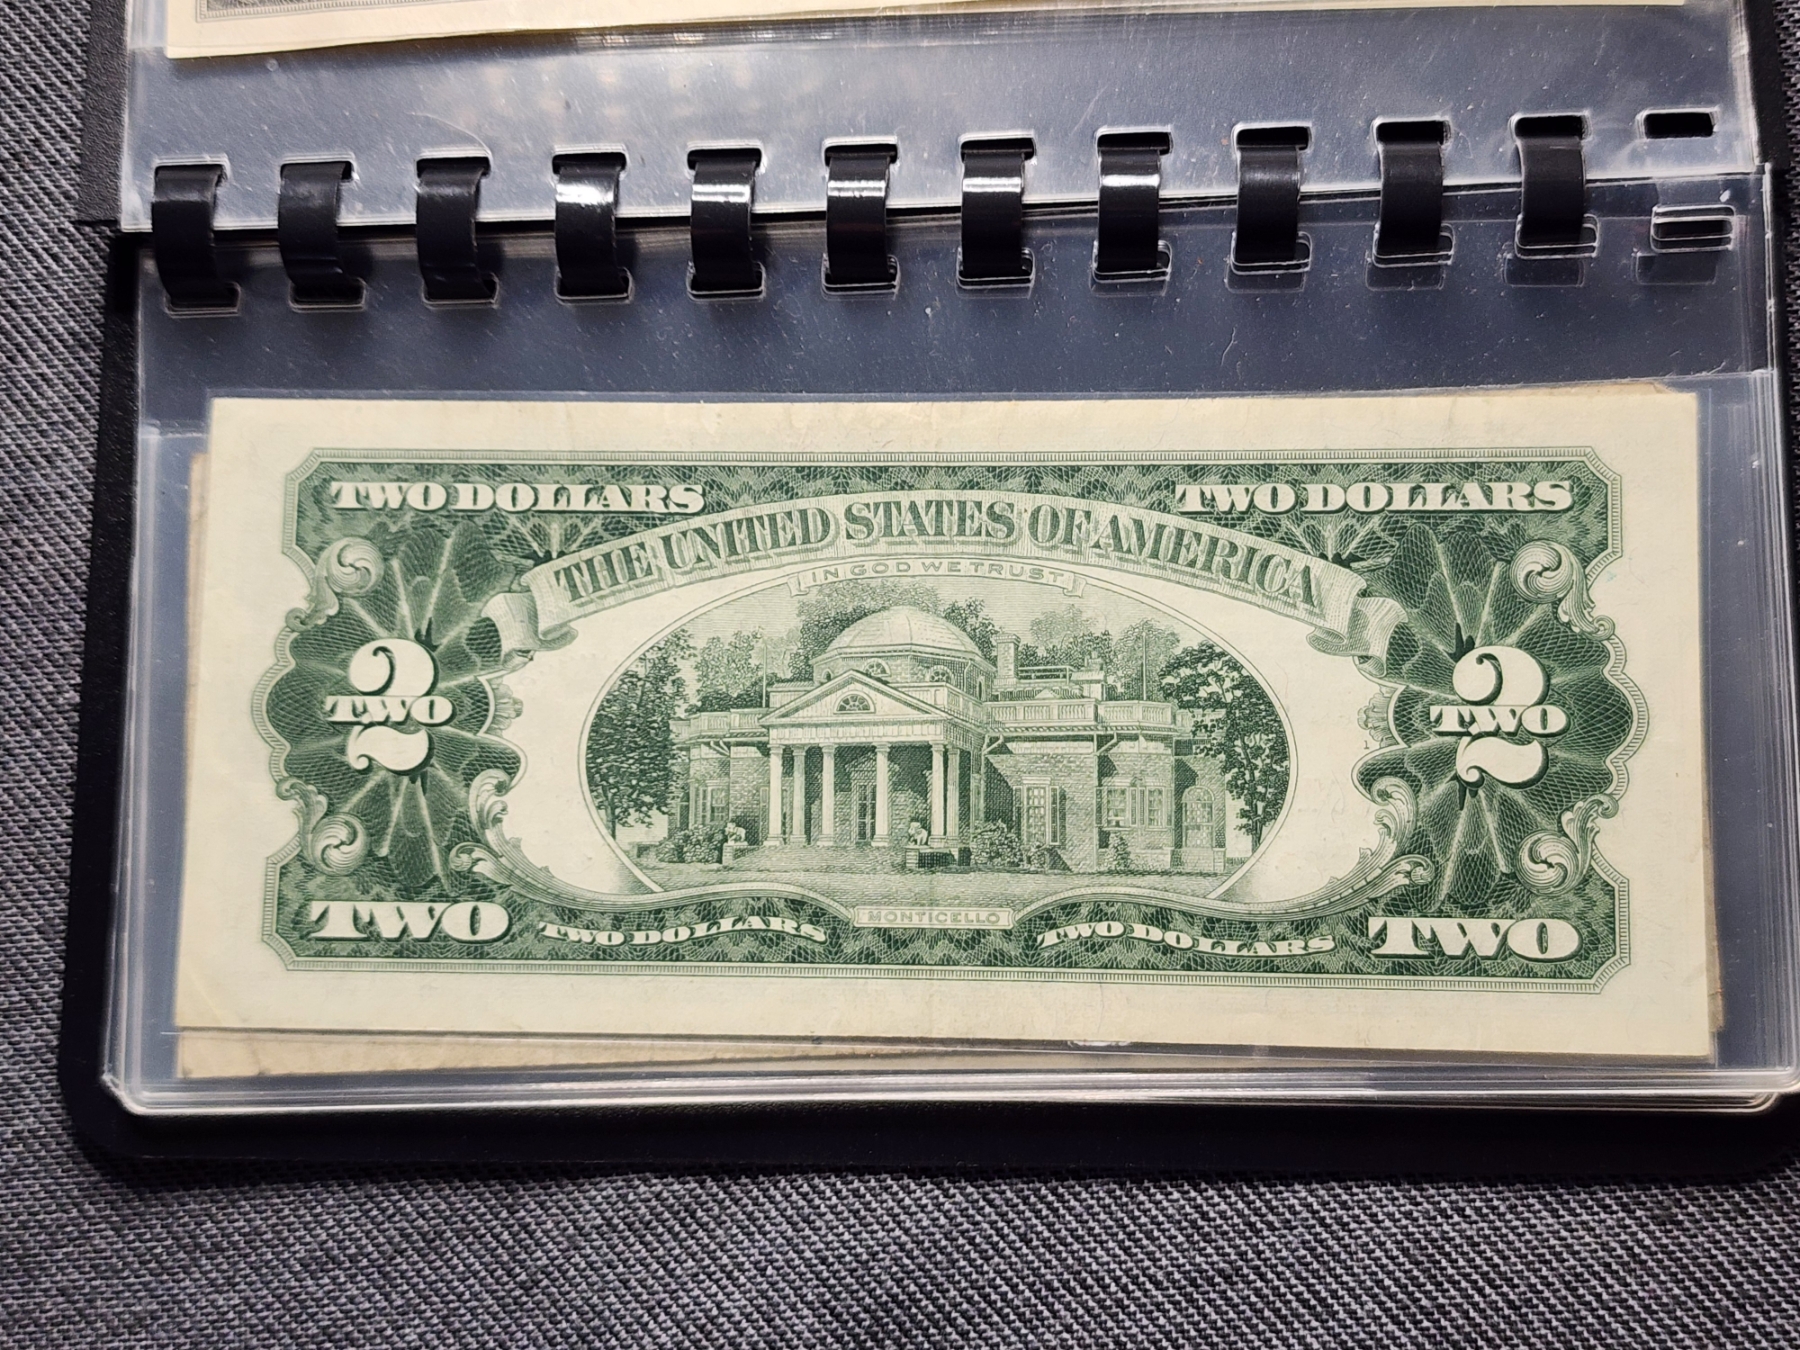 TWO DOLLARS
TWO DOLLARS
THE UNITED STATES OF AMERICA
IN GOD WE TRUST
2
TWO
2
TWO
1
MONTICELLO
TWO
TWO DOLLARS
TWO DOLLARS
TWO